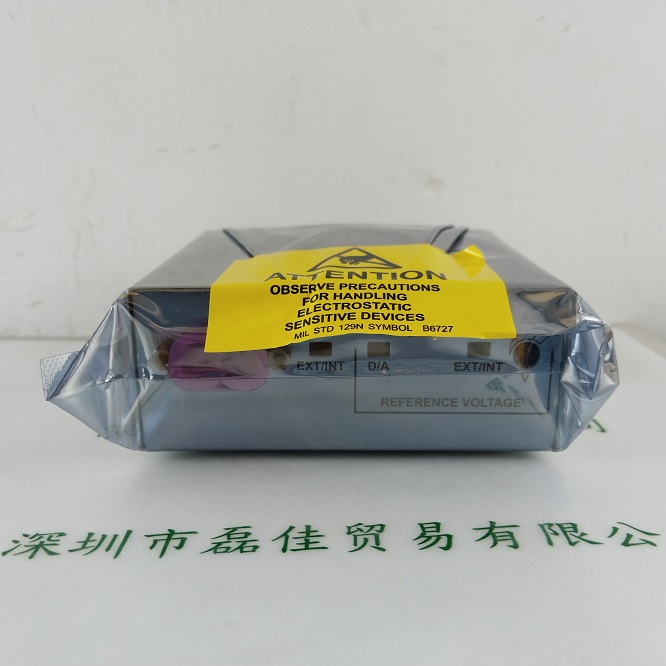 ATTENTION
OBSERVE PRECAUTIONS
FOR HANDLING
ELECTROSTATIC
SENSITIVE DEVICES
MIL STD 129N SYMBOL B6727
EXT/INT D/A EXT/INT
REFERENCE VOLTAGE
司
深圳市磊佳贸易有限公